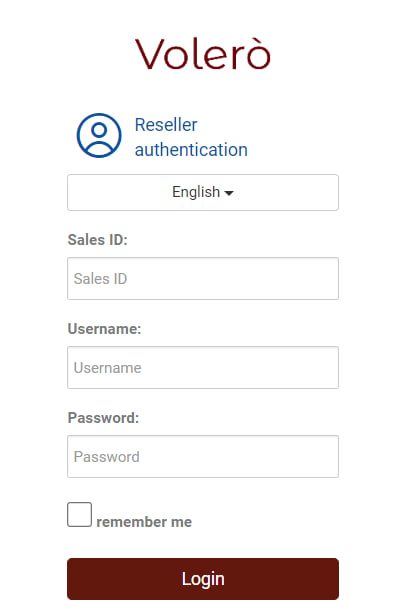 Volerò
Reseller
authentication
English
Sales ID:
Sales ID
Username:
Username
Password:
Password
remember me
Login